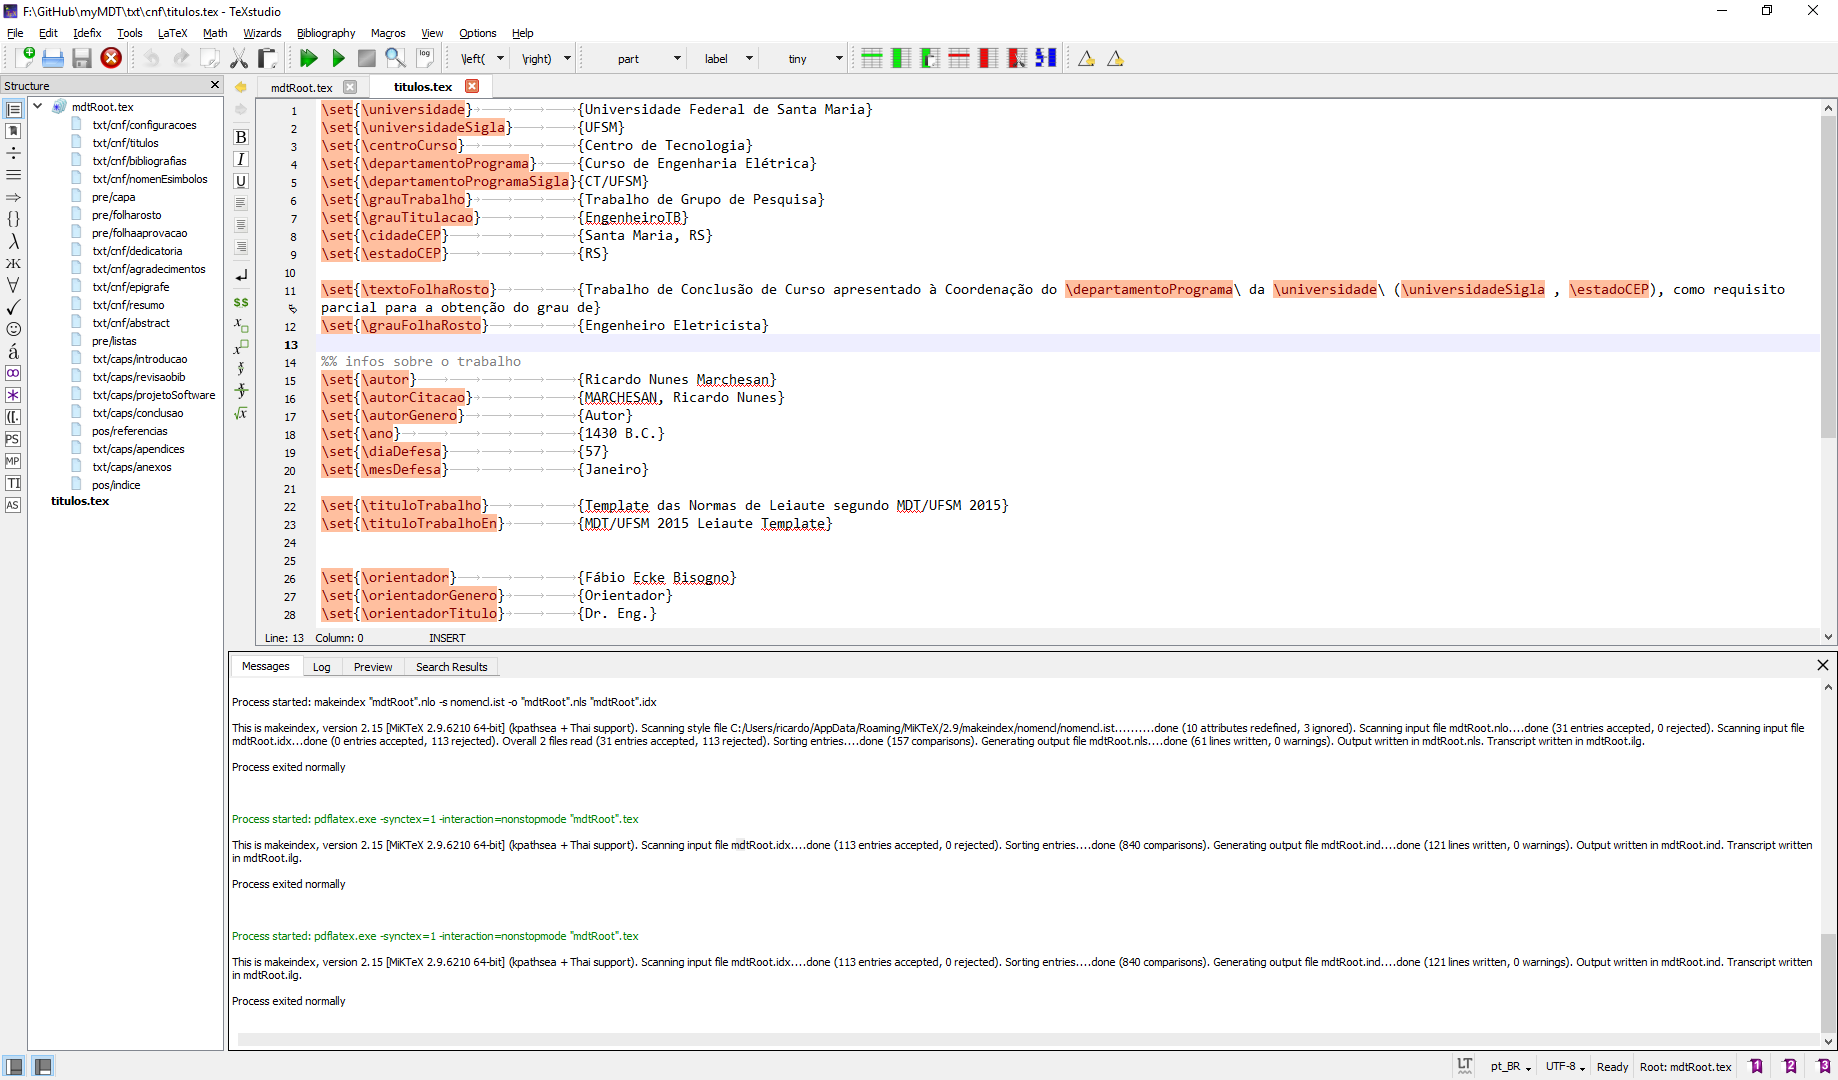 F:\GitHub\myMDT\txt\cnf\titulos.tex - TeXstudio
File Edit Idefix Tools LaTeX Math Wizards Bibliography Macros View Options Help
log \left( \right) part label tiny
Structure
mdtRoot.tex
txt/cnf/configuracoes
txt/cnf/titulos
txt/cnf/bibliografias
txt/cnf/nomenEsimbolos
pre/capa
pre/folharosto
pre/folhaaprovacao
txt/cnf/dedicatoria
txt/cnf/agradecimentos
txt/cnf/epigrafe
txt/cnf/resumo
txt/cnf/abstract
pre/listas
txt/caps/introducao
txt/caps/revisaobib
txt/caps/projetoSoftware
txt/caps/conclusao
pos/referencias
txt/caps/apendices
txt/caps/anexos
pos/indice
titulos.tex
÷
{}
λ
Ж
∀
á
∞
*
([.
PS
MP
TI
AS
B
I
U
$$
x
x
x/y
x/y
√x
mdtRoot.tex titulos.tex
1 \set{\universidade} {Universidade Federal de Santa Maria}
2 \set{\universidadeSigla} {UFSM}
3 \set{\centroCurso} {Centro de Tecnologia}
4 \set{\departamentoPrograma} {Curso de Engenharia Elétrica}
5 \set{\departamentoProgramaSigla}{CT/UFSM}
6 \set{\grauTrabalho} {Trabalho de Grupo de Pesquisa}
7 \set{\grauTitulacao} {EngenheiroTB}
8 \set{\cidadeCEP} {Santa Maria, RS}
9 \set{\estadoCEP} {RS}
10
11 \set{\textoFolhaRosto} {Trabalho de Conclusão de Curso apresentado à Coordenação do \departamentoPrograma\ da \universidade\ (\universidadeSigla , \estadoCEP), como requisito
parcial para a obtenção do grau de}
12 \set{\grauFolhaRosto} {Engenheiro Eletricista}
13
14 %% infos sobre o trabalho
15 \set{\autor} {Ricardo Nunes Marchesan}
16 \set{\autorCitacao} {MARCHESAN, Ricardo Nunes}
17 \set{\autorGenero} {Autor}
18 \set{\ano} {1430 B.C.}
19 \set{\diaDefesa} {57}
20 \set{\mesDefesa} {Janeiro}
21
22 \set{\tituloTrabalho} {Template das Normas de Leiaute segundo MDT/UFSM 2015}
23 \set{\tituloTrabalhoEn} {MDT/UFSM 2015 Leiaute Template}
24
25
26 \set{\orientador} {Fábio Ecke Bisogno}
27 \set{\orientadorGenero} {Orientador}
28 \set{\orientadorTitulo} {Dr. Eng.}
Line: 13 Column: 0 INSERT
Messages Log Preview Search Results
Process started: makeindex "mdtRoot".nlo -s nomencl.ist -o "mdtRoot".nls "mdtRoot".idx
This is makeindex, version 2.15 [MiKTeX 2.9.6210 64-bit] (kpathsea + Thai support). Scanning style file C:/Users/ricardo/AppData/Roaming/MiKTeX/2.9/makeindex/nomencl/nomencl.ist..........done (10 attributes redefined, 3 ignored). Scanning input file mdtRoot.nlo....done (31 entries accepted, 0 rejected). Scanning input file
mdtRoot.idx...done (0 entries accepted, 113 rejected). Overall 2 files read (31 entries accepted, 113 rejected). Sorting entries....done (157 comparisons). Generating output file mdtRoot.nls....done (61 lines written, 0 warnings). Output written in mdtRoot.nls. Transcript written in mdtRoot.ilg.
Process exited normally
Process started: pdflatex.exe -synctex=1 -interaction=nonstopmode "mdtRoot".tex
This is makeindex, version 2.15 [MiKTeX 2.9.6210 64-bit] (kpathsea + Thai support). Scanning input file mdtRoot.idx....done (113 entries accepted, 0 rejected). Sorting entries....done (840 comparisons). Generating output file mdtRoot.ind....done (121 lines written, 0 warnings). Output written in mdtRoot.ind. Transcript written
in mdtRoot.ilg.
Process exited normally
Process started: pdflatex.exe -synctex=1 -interaction=nonstopmode "mdtRoot".tex
This is makeindex, version 2.15 [MiKTeX 2.9.6210 64-bit] (kpathsea + Thai support). Scanning input file mdtRoot.idx....done (113 entries accepted, 0 rejected). Sorting entries....done (840 comparisons). Generating output file mdtRoot.ind....done (121 lines written, 0 warnings). Output written in mdtRoot.ind. Transcript written
in mdtRoot.ilg.
Process exited normally
LT pt_BR UTF-8 Ready Root: mdtRoot.tex 1 2 3